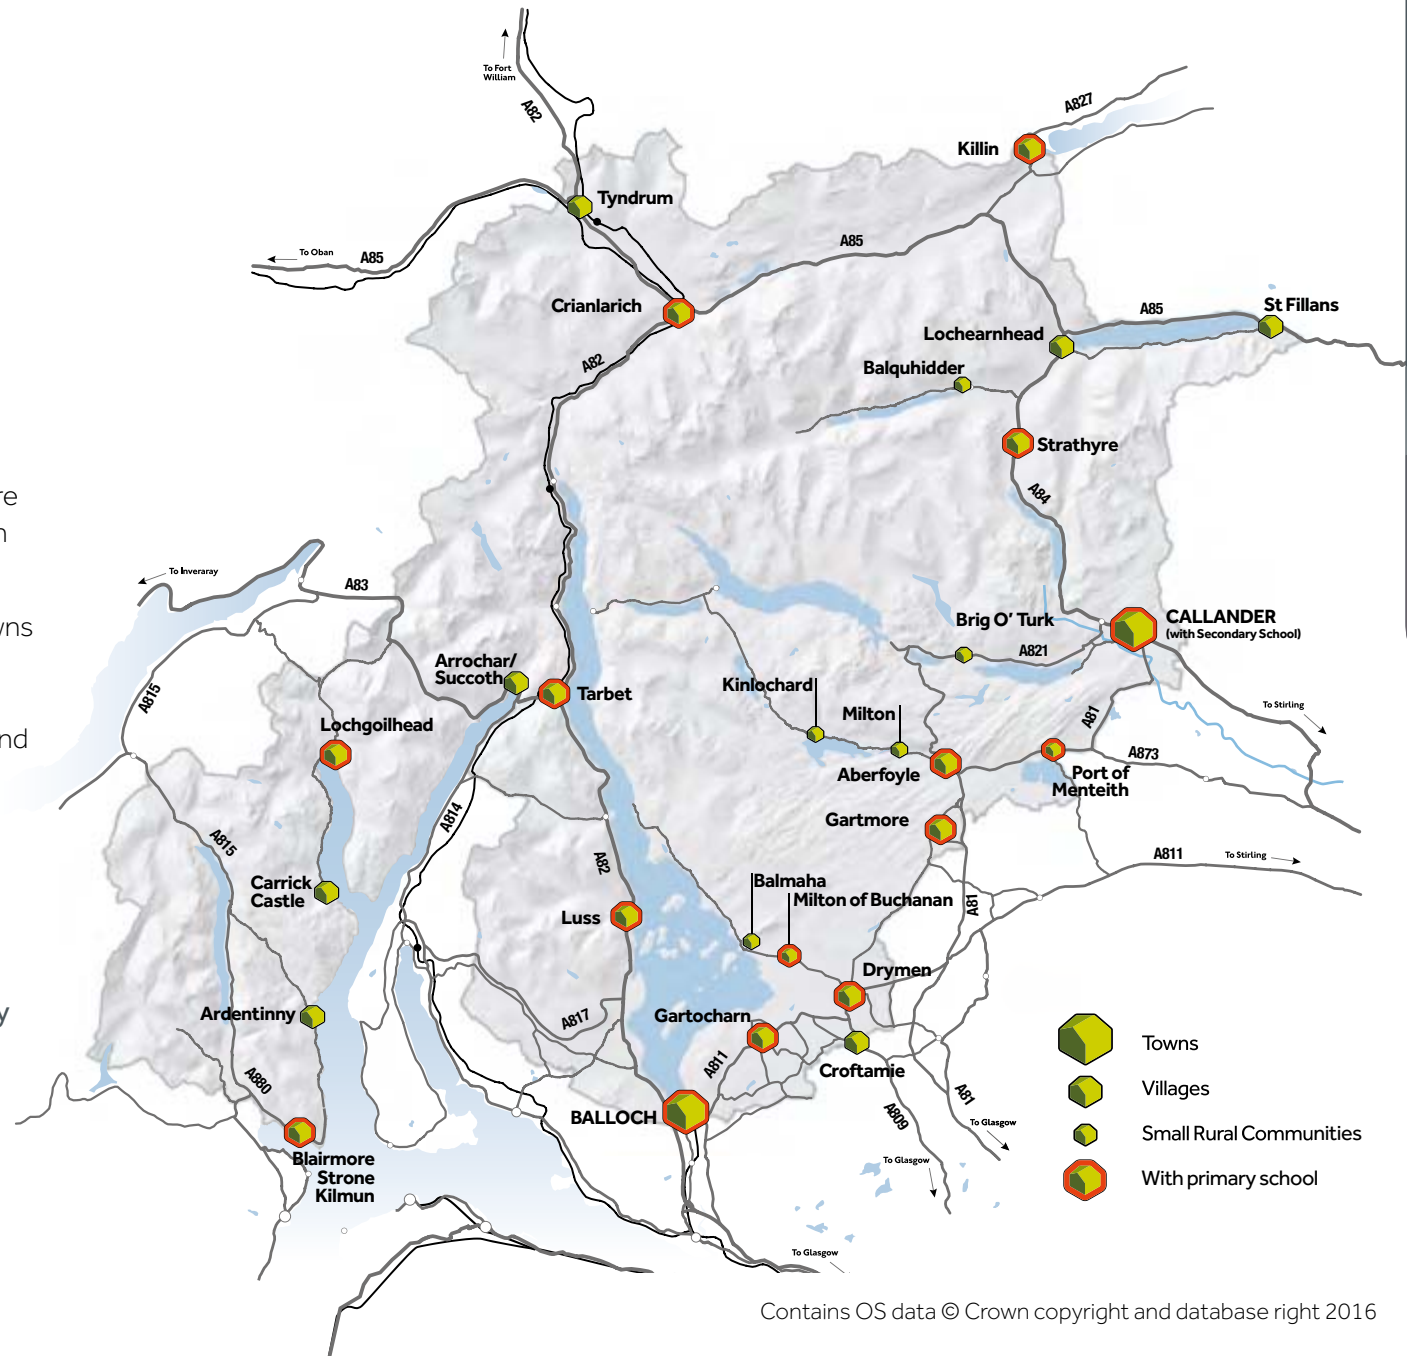 To Fort
William
A82
A827
Killin
Tyndrum
To Oban
A85
A85
Crianlarich
A82
St Fillans
A85
Lochearnhead
Balquhidder
Strathyre
A84
re
n
wns
nd
y
To Inveraray
A83
Brig O' Turk
A821
CALLANDER
(with Secondary School)
Arrochar/
Succoth
Tarbet
Kinlochard
Milton
A815
Lochgoilhead
A81
To Stirling
A873
Aberfoyle
Port of
Menteith
Gartmore
A814
A815
A82
A811
To Stirling
Carrick
Castle
Balmaha
Milton of Buchanan
A81
Luss
Drymen
Ardentinny
Gartocharn
A817
A811
Croftamie
A880
BALLOCH
A809
A81
To Glasgow
To Glasgow
Blairmore
Strone
Kilmun
To Glasgow
Towns
Villages
Small Rural Communities
With primary school
Contains OS data © Crown copyright and database right 2016